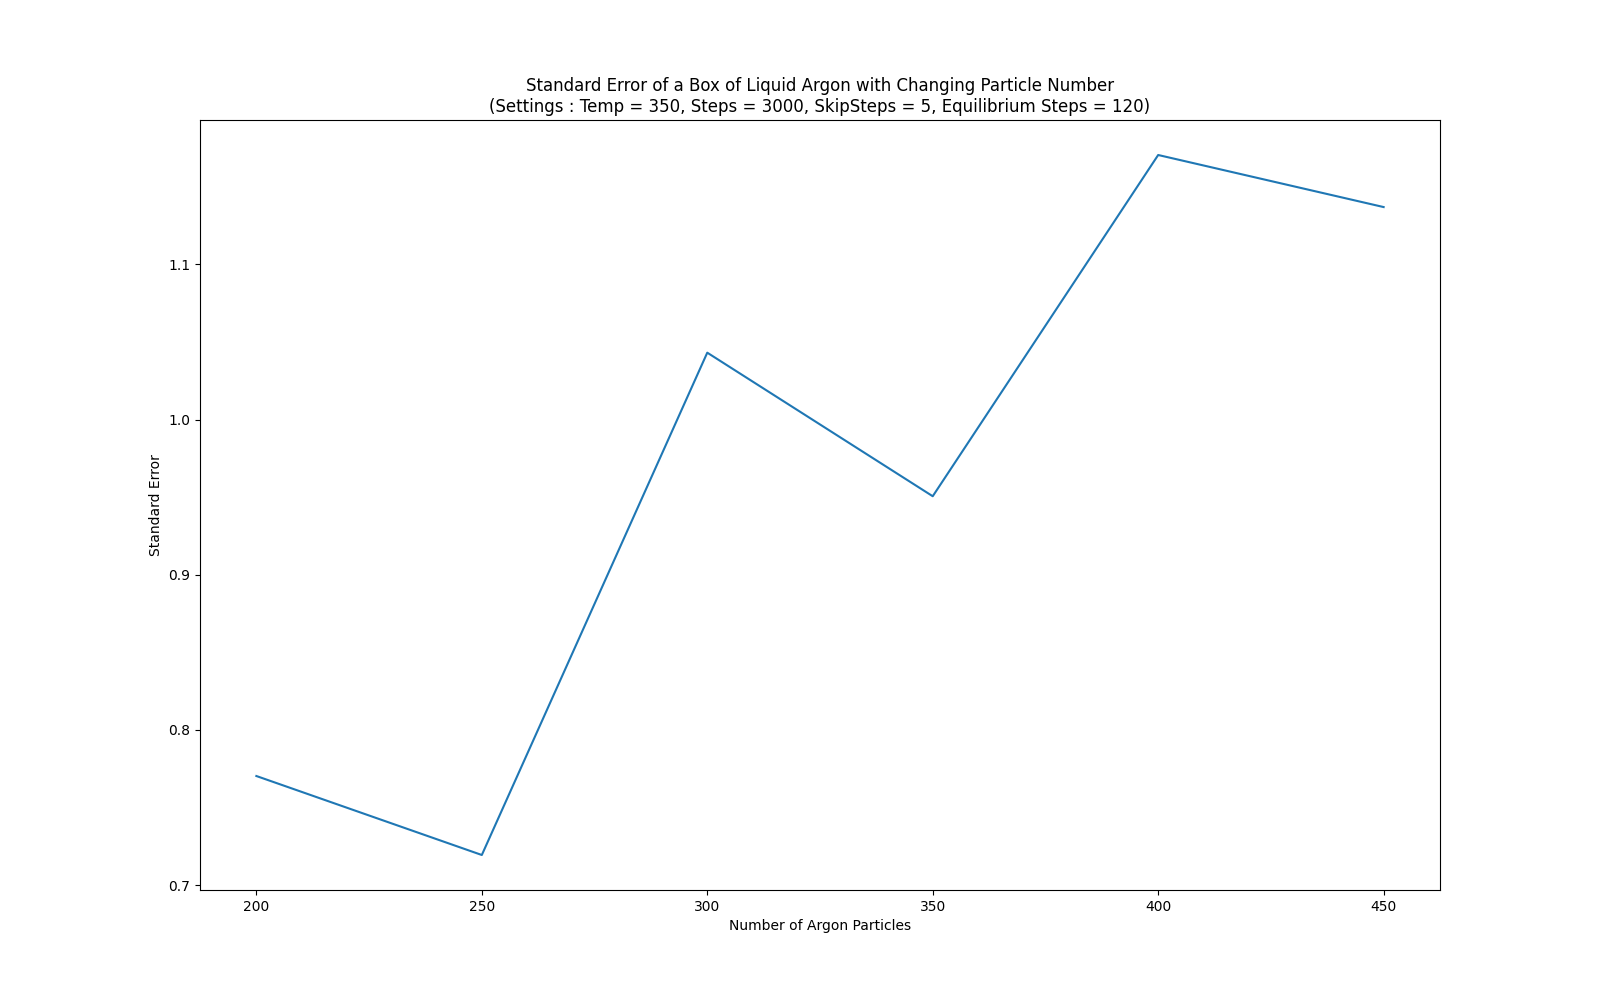 Standard Error of a Box of Liquid Argon with Changing Particle Number
(Settings : Temp = 350, Steps = 3000, SkipSteps = 5, Equilibrium Steps = 120)
1.1
1.0
0.9
0.8
0.7
Standard Error
200 250 300 350 400 450
Number of Argon Particles